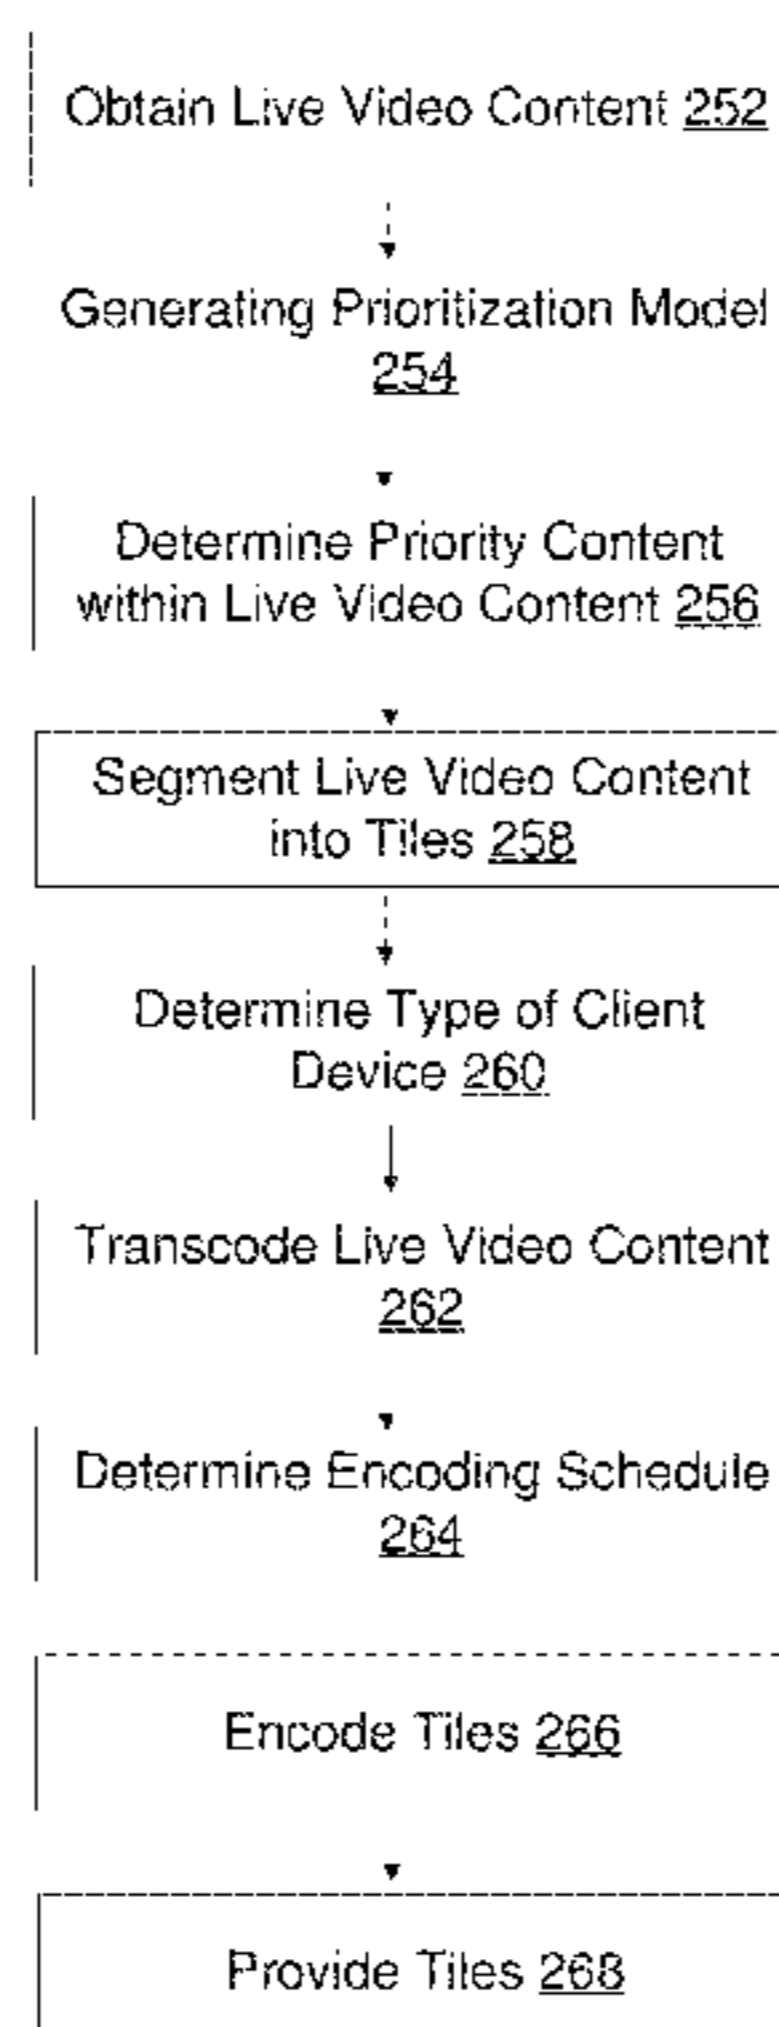 Obtain Live Video Content 252
Generating Prioritization Model
254
Determine Priority Content
within Live Video Content 256
Segment Live Video Content
into Tiles 258
Determine Type of Client
Device 260
Transcode Live Video Content
262
Determine Encoding Schedule
264
Encode Tiles 266
Provide Tiles 268